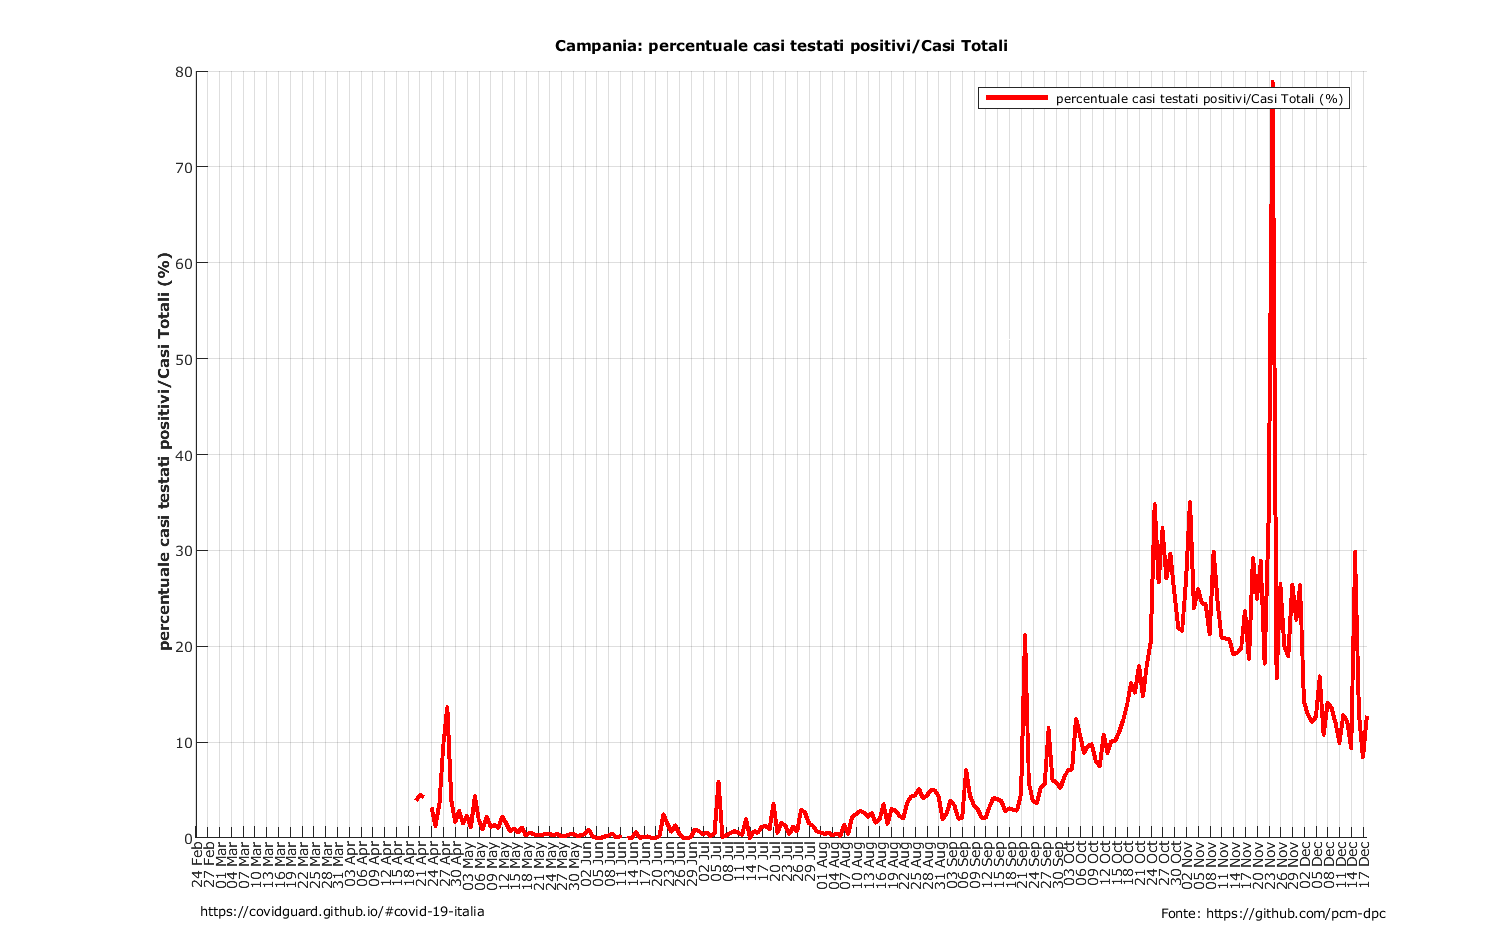 Campania: percentuale casi testati positivi/Casi Totali
percentuale casi testati positivi/Casi Totali (%)
percentuale casi testati positivi/Casi Totali (%)
80
70
60
50
40
30
20
10
0
24 Feb
27 Feb
01 Mar
04 Mar
07 Mar
10 Mar
13 Mar
16 Mar
19 Mar
22 Mar
25 Mar
28 Mar
31 Mar
03 Apr
06 Apr
09 Apr
12 Apr
15 Apr
18 Apr
21 Apr
24 Apr
27 Apr
30 Apr
03 May
06 May
09 May
12 May
15 May
18 May
21 May
24 May
27 May
30 May
02 Jun
05 Jun
08 Jun
11 Jun
14 Jun
17 Jun
20 Jun
23 Jun
26 Jun
29 Jun
02 Jul
05 Jul
08 Jul
11 Jul
14 Jul
17 Jul
20 Jul
23 Jul
26 Jul
29 Jul
01 Aug
04 Aug
07 Aug
10 Aug
13 Aug
16 Aug
19 Aug
22 Aug
25 Aug
28 Aug
31 Aug
03 Sep
06 Sep
09 Sep
12 Sep
15 Sep
18 Sep
21 Sep
24 Sep
27 Sep
30 Sep
03 Oct
06 Oct
09 Oct
12 Oct
15 Oct
18 Oct
21 Oct
24 Oct
27 Oct
30 Oct
02 Nov
05 Nov
08 Nov
11 Nov
14 Nov
17 Nov
20 Nov
23 Nov
26 Nov
29 Nov
02 Dec
05 Dec
08 Dec
11 Dec
14 Dec
17 Dec
https://covidguard.github.io/#covid-19-italia
Fonte: https://github.com/pcm-dpc